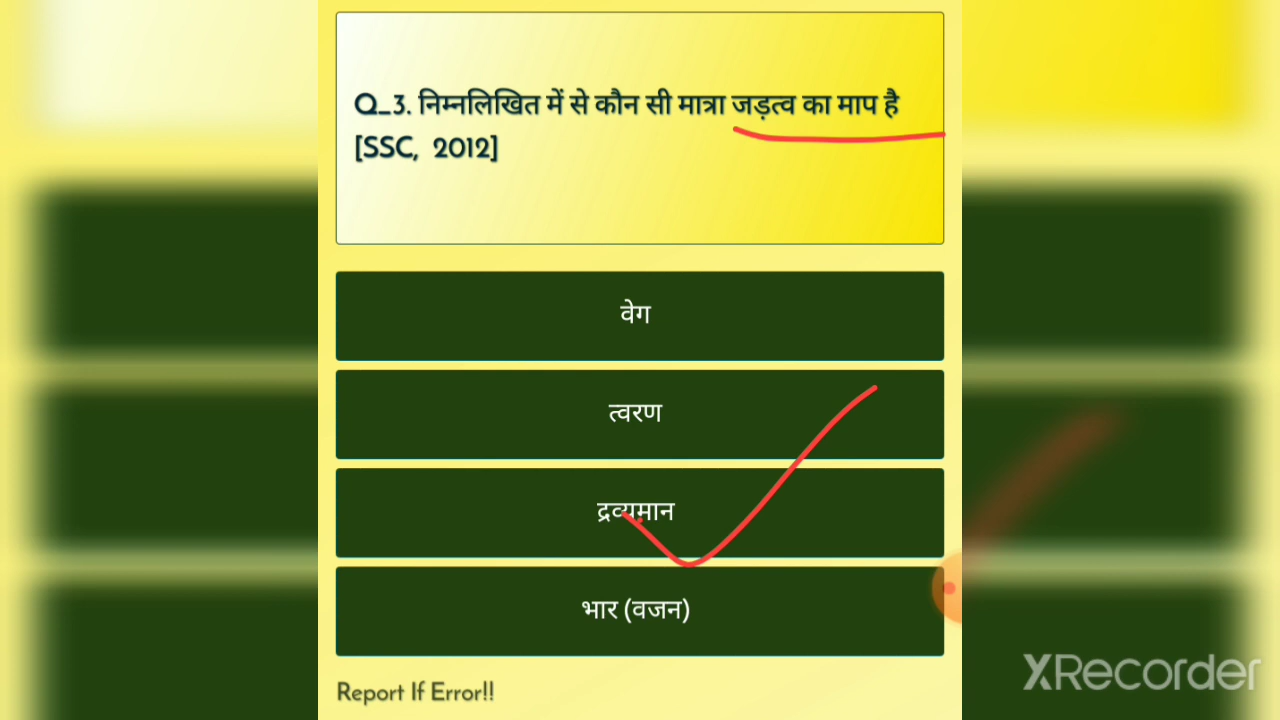 Q_3. निम्नलिखित में से कौन सी मात्रा जड़त्व का माप है
[SSC, 2012]
वेग
त्वरण
द्रव्यमान
भार (वजन)
Report If Error!!
XRecorder